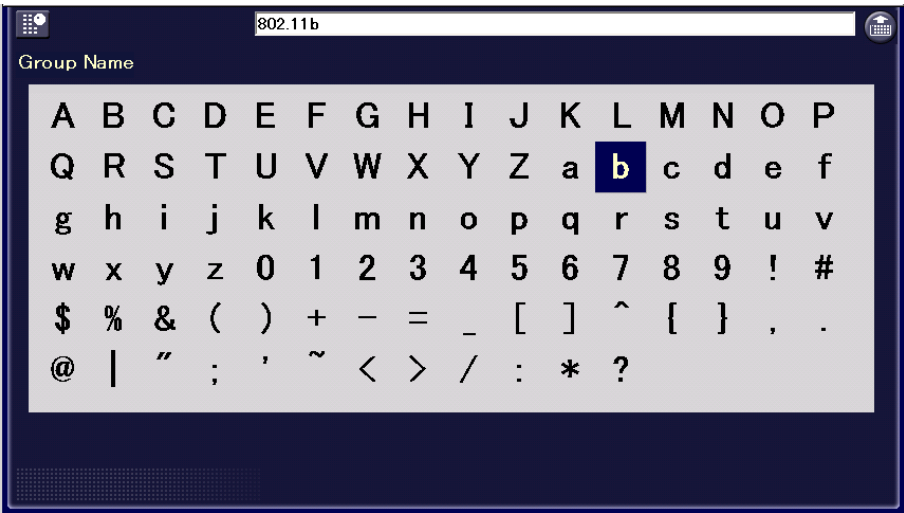 802.11b
Group Name
A B C D E F G H I J K L M N O P
Q R S T U V W X Y Z a b c d e f
g h i j k l m n o p q r s t u v
w x y z 0 1 2 3 4 5 6 7 8 9 ! #
$ % & ( ) + − = _ [ ] ^ { } , .
@ | ″ ; ' ~ < > / : * ?